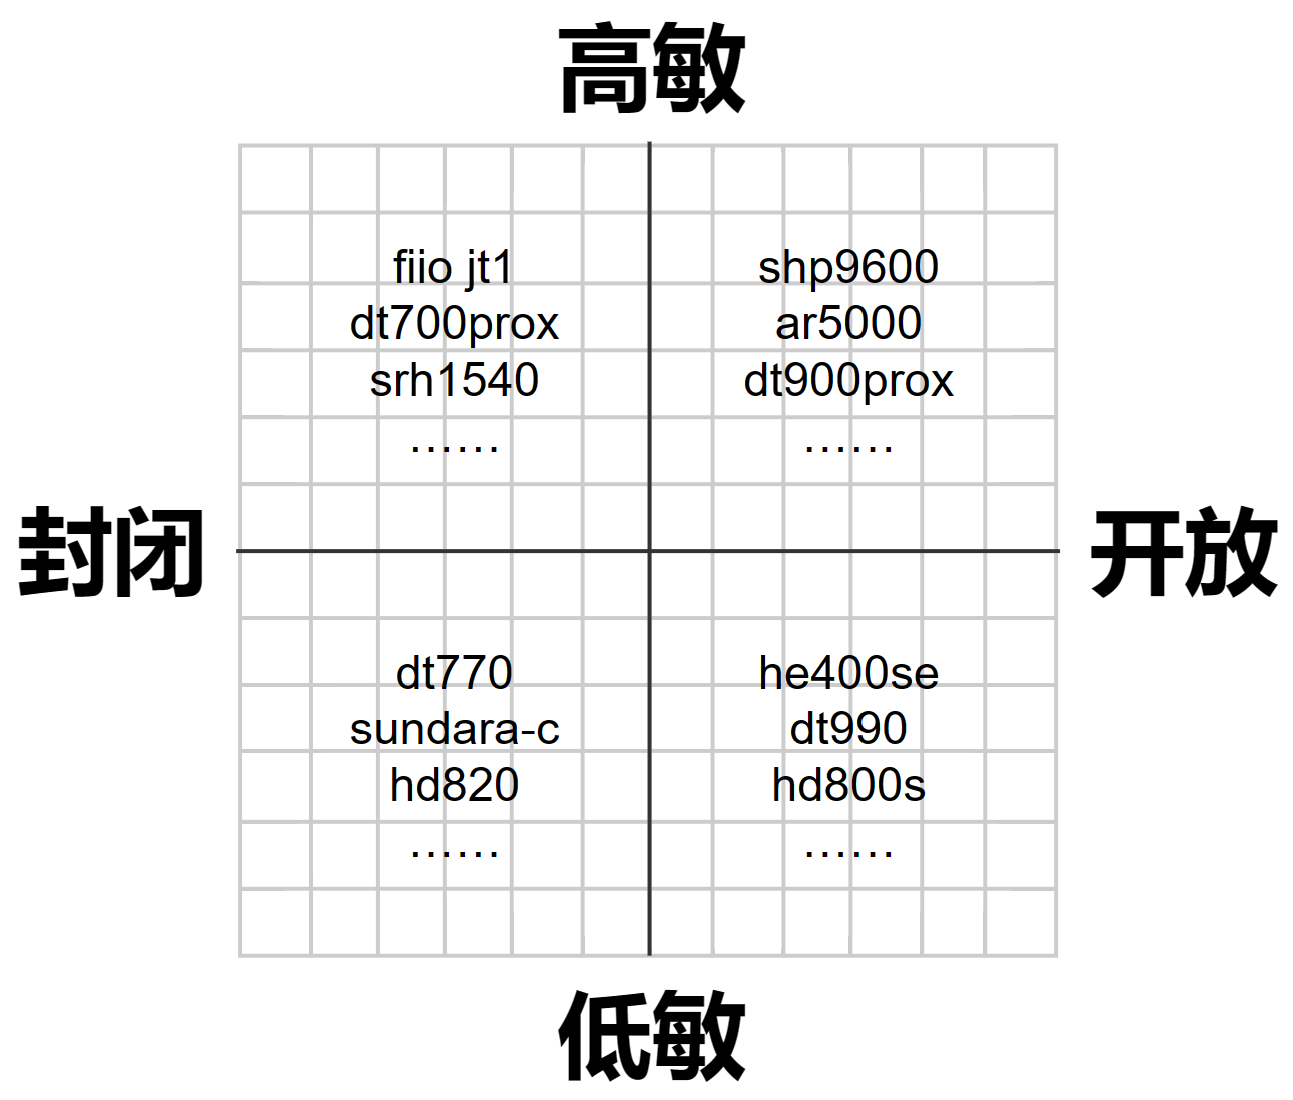 高敏
fiio jt1
dt700prox
srh1540
……
shp9600
ar5000
dt900prox
……
封闭
开放
dt770
sundara-c
hd820
……
he400se
dt990
hd800s
……
低敏